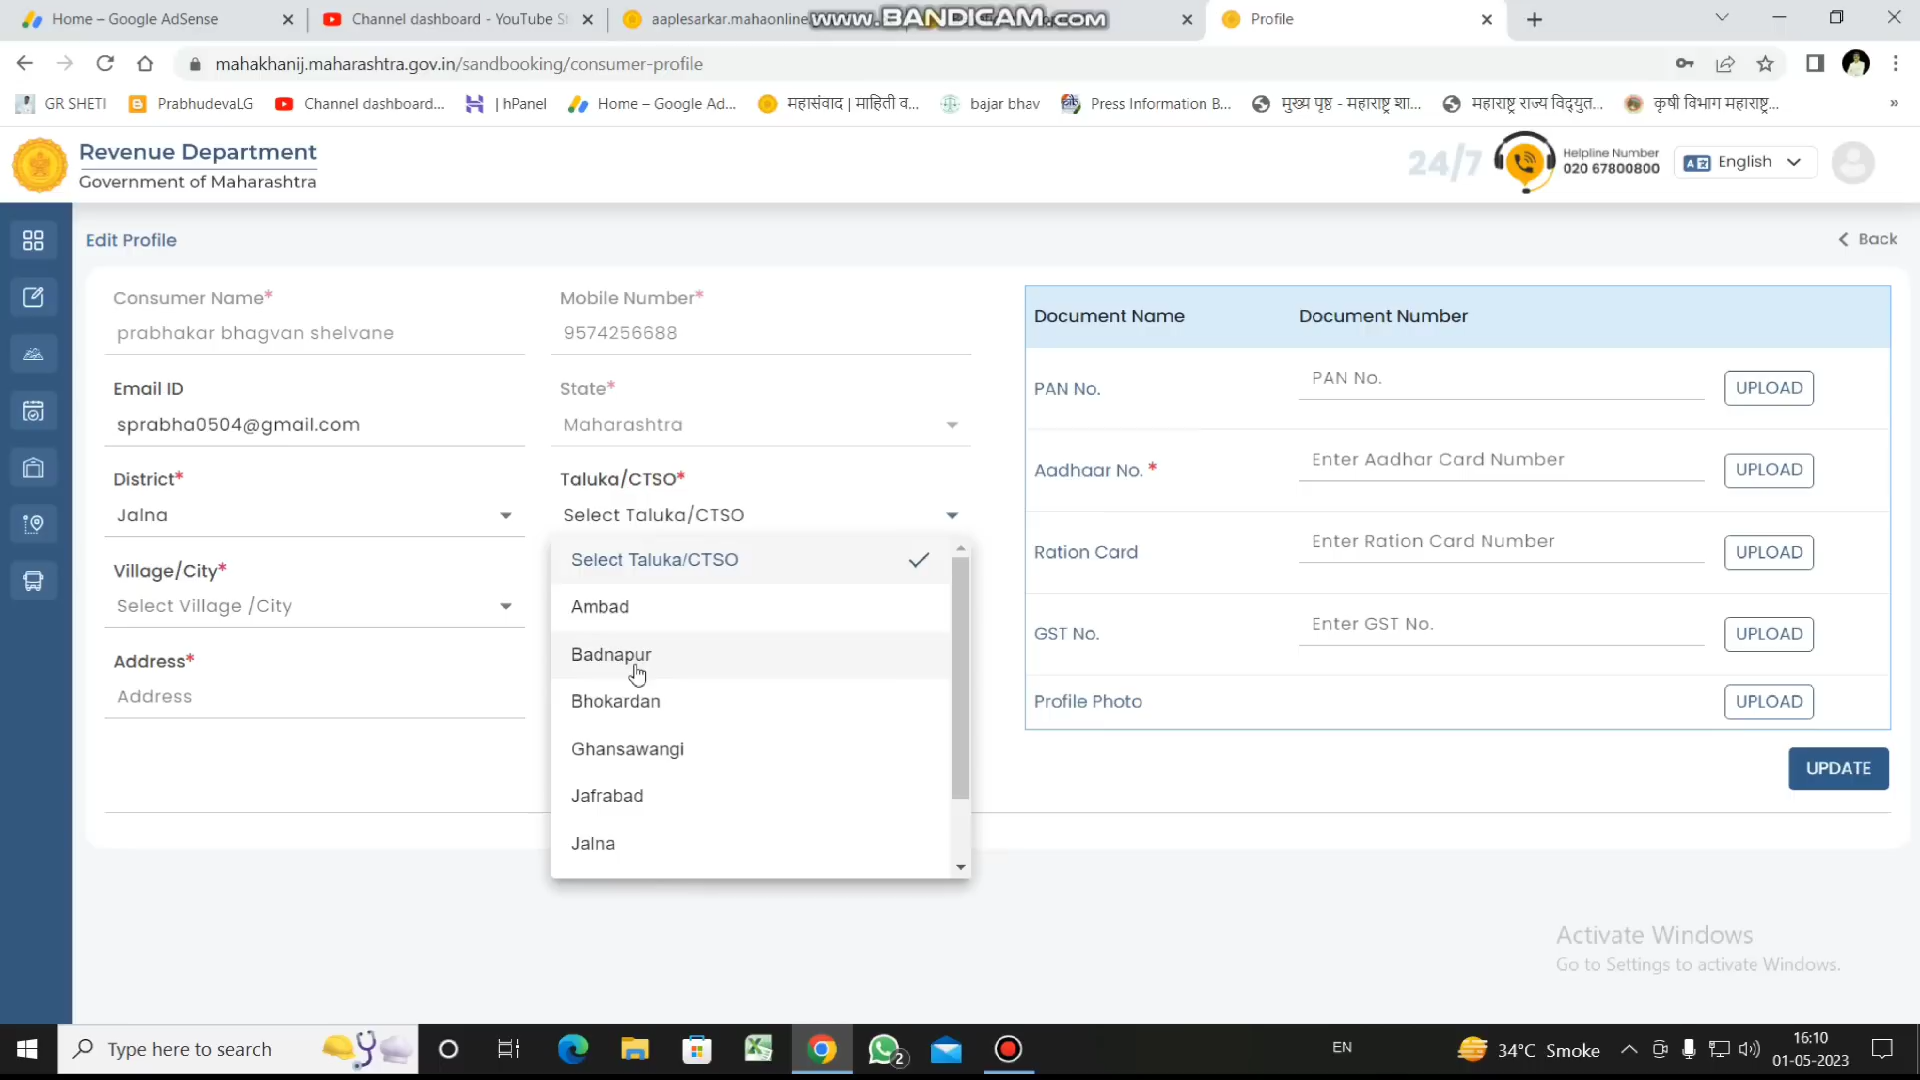 Home – Google AdSense
Channel dashboard - YouTube St
aaplesarkar.mahaonline
www.BANDICAM.com
Profile
mahakhanij.maharashtra.gov.in/sandbooking/consumer-profile
GR SHETI
PrabhudevaLG
Channel dashboard...
| hPanel
Home – Google Ad...
महासंवाद | माहिती व...
bajar bhav
Press Information B...
मुख्य पृष्ठ - महाराष्ट्र शा...
महाराष्ट्र राज्य विद्युत...
कृषी विभाग महाराष्ट्र...
»
Revenue Department
Government of Maharashtra
24/7
Helpline Number
020 67800800
English
Edit Profile
Back
Consumer Name*
prabhakar bhagvan shelvane
Mobile Number*
9574256688
Email ID
sprabha0504@gmail.com
State*
Maharashtra
District*
Jalna
Taluka/CTSO*
Select Taluka/CTSO
Village/City*
Select Village /City
Address*
Address
Select Taluka/CTSO
Ambad
Badnapur
Bhokardan
Ghansawangi
Jafrabad
Jalna
Document Name
Document Number
PAN No.
PAN No.
UPLOAD
Aadhaar No. *
Enter Aadhar Card Number
UPLOAD
Ration Card
Enter Ration Card Number
UPLOAD
GST No.
Enter GST No.
UPLOAD
Profile Photo
UPLOAD
UPDATE
Activate Windows
Go to Settings to activate Windows.
Type here to search
2
EN
34°C Smoke
16:10
01-05-2023